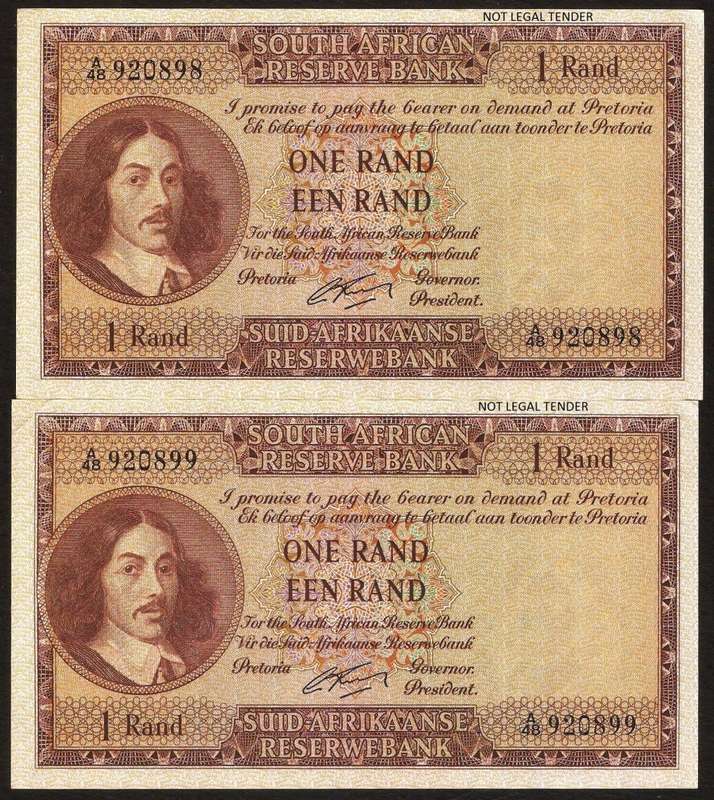 NOT LEGAL TENDER
SOUTH AFRICAN
RESERVE BANK
A/48 920898
1 Rand
I promise to pay the bearer on demand at Pretoria
Ek beloof op aanvraag te betaal aan toonder te Pretoria
ONE RAND
EEN RAND
For the South African Reserve Bank
Vir die Suid-Afrikaanse Reserwebank
Pretoria
Governor.
President.
1 Rand
SUID-AFRIKAANSE
RESERWEBANK
A/48 920898
NOT LEGAL TENDER
SOUTH AFRICAN
RESERVE BANK
A/48 920899
1 Rand
I promise to pay the bearer on demand at Pretoria
Ek beloof op aanvraag te betaal aan toonder te Pretoria
ONE RAND
EEN RAND
For the South African Reserve Bank
Vir die Suid-Afrikaanse Reserwebank
Pretoria
Governor.
President.
1 Rand
SUID-AFRIKAANSE
RESERWEBANK
A/48 920899